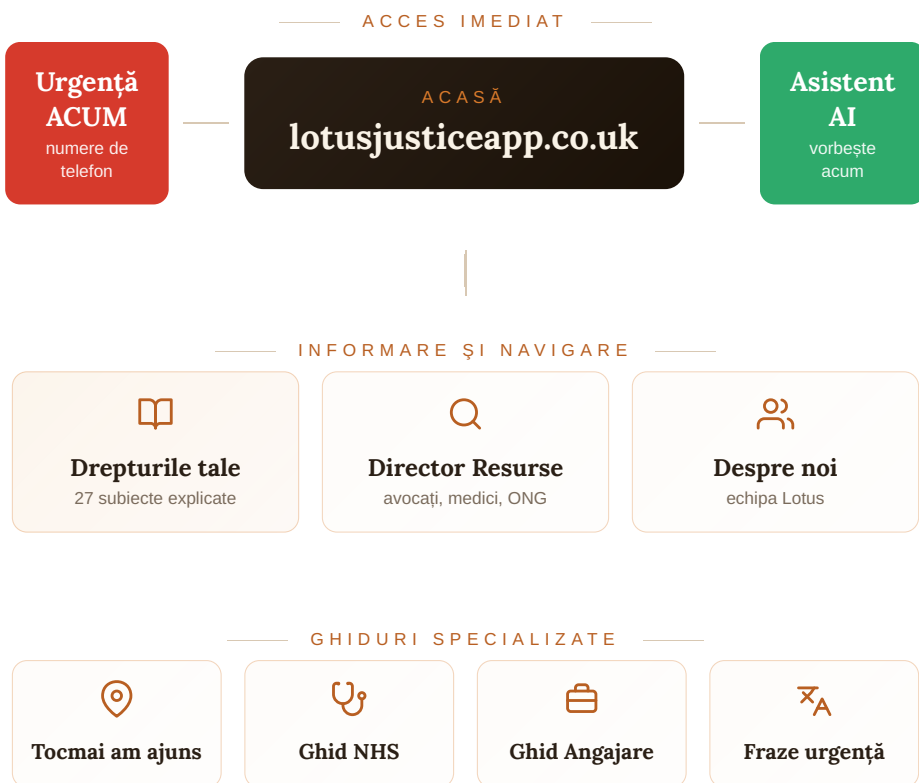 ACCES IMEDIAT
Urgență
ACUM
numere de
telefon
ACASĂ
lotusjusticeapp.co.uk
Asistent
AI
vorbește
acum
INFORMARE ŞI NAVIGARE
Drepturile tale
27 subiecte explicate
Director Resurse
avocați, medici, ONG
Despre noi
echipa Lotus
GHIDURI SPECIALIZATE
Tocmai am ajuns
Ghid NHS
Ghid Angajare
Fraze urgență